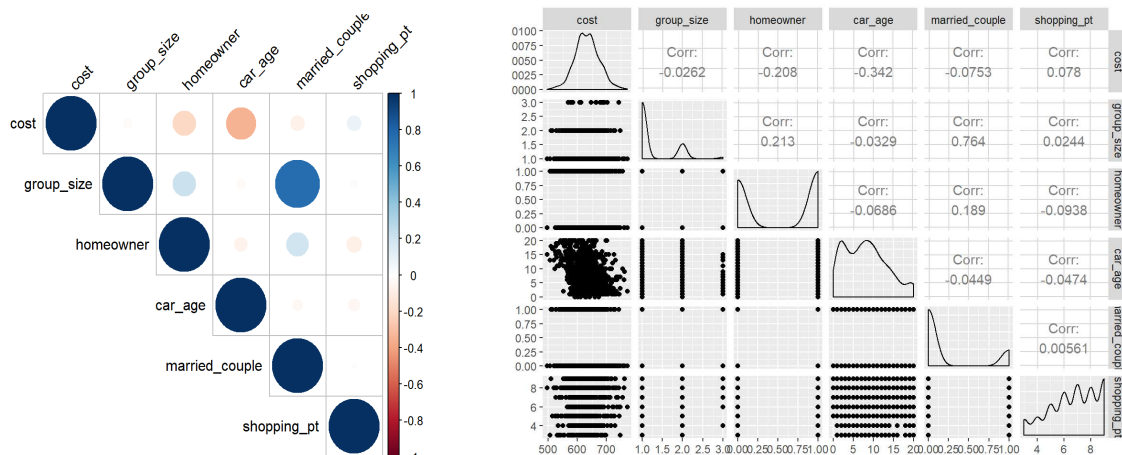 cost
group_size
homeowner
car_age
married_couple
shopping_pt
cost
group_size
homeowner
car_age
married_couple
shopping_pt
1
0.8
0.6
0.4
0.2
0
-0.2
-0.4
-0.6
-0.8
cost
group_size
homeowner
car_age
married_couple
shopping_pt
0100
0075
0050
0025
0000
Corr:
-0.0262
Corr:
-0.208
Corr:
-0.342
Corr:
-0.0753
Corr:
0.078
cost
3.0
2.5
2.0
1.5
1.0
Corr:
0.213
Corr:
-0.0329
Corr:
0.764
Corr:
0.0244
group_size
1.00
0.75
0.50
0.25
0.00
Corr:
-0.0686
Corr:
0.189
Corr:
-0.0938
homeowner
20
15
10
5
0
Corr:
-0.0449
Corr:
-0.0474
car_age
1.00
0.75
0.50
0.25
0.00
Corr:
0.00561
arried_coupl
8
6
4
shopping_pt
500 600 700
1.0 1.5 2.0 2.5 3.0
0.00 0.25 0.50 0.75 1.00
0 5 10 15 20
0.00 0.25 0.50 0.75 1.00
4 6 8